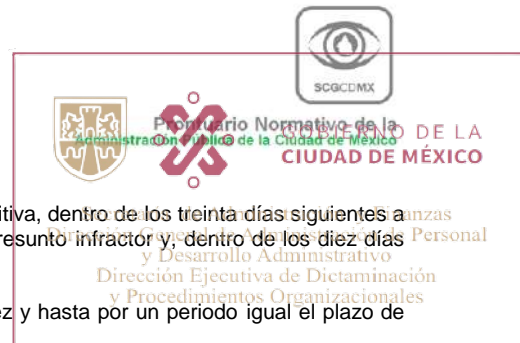 SCGCDMX
Prontuario Normativo de la
Administración Pública de la Ciudad de México
GOBIERNO DE LA
CIUDAD DE MÉXICO
itiva, dentro de los treinta días siguientes a
Secretaría de Administración y Finanzas
resunto infractor y, dentro de los diez días
Dirección General de Administración de Personal
y Desarrollo Administrativo
Dirección Ejecutiva de Dictaminación
y Procedimientos Organizacionales
ez y hasta por un periodo igual el plazo de